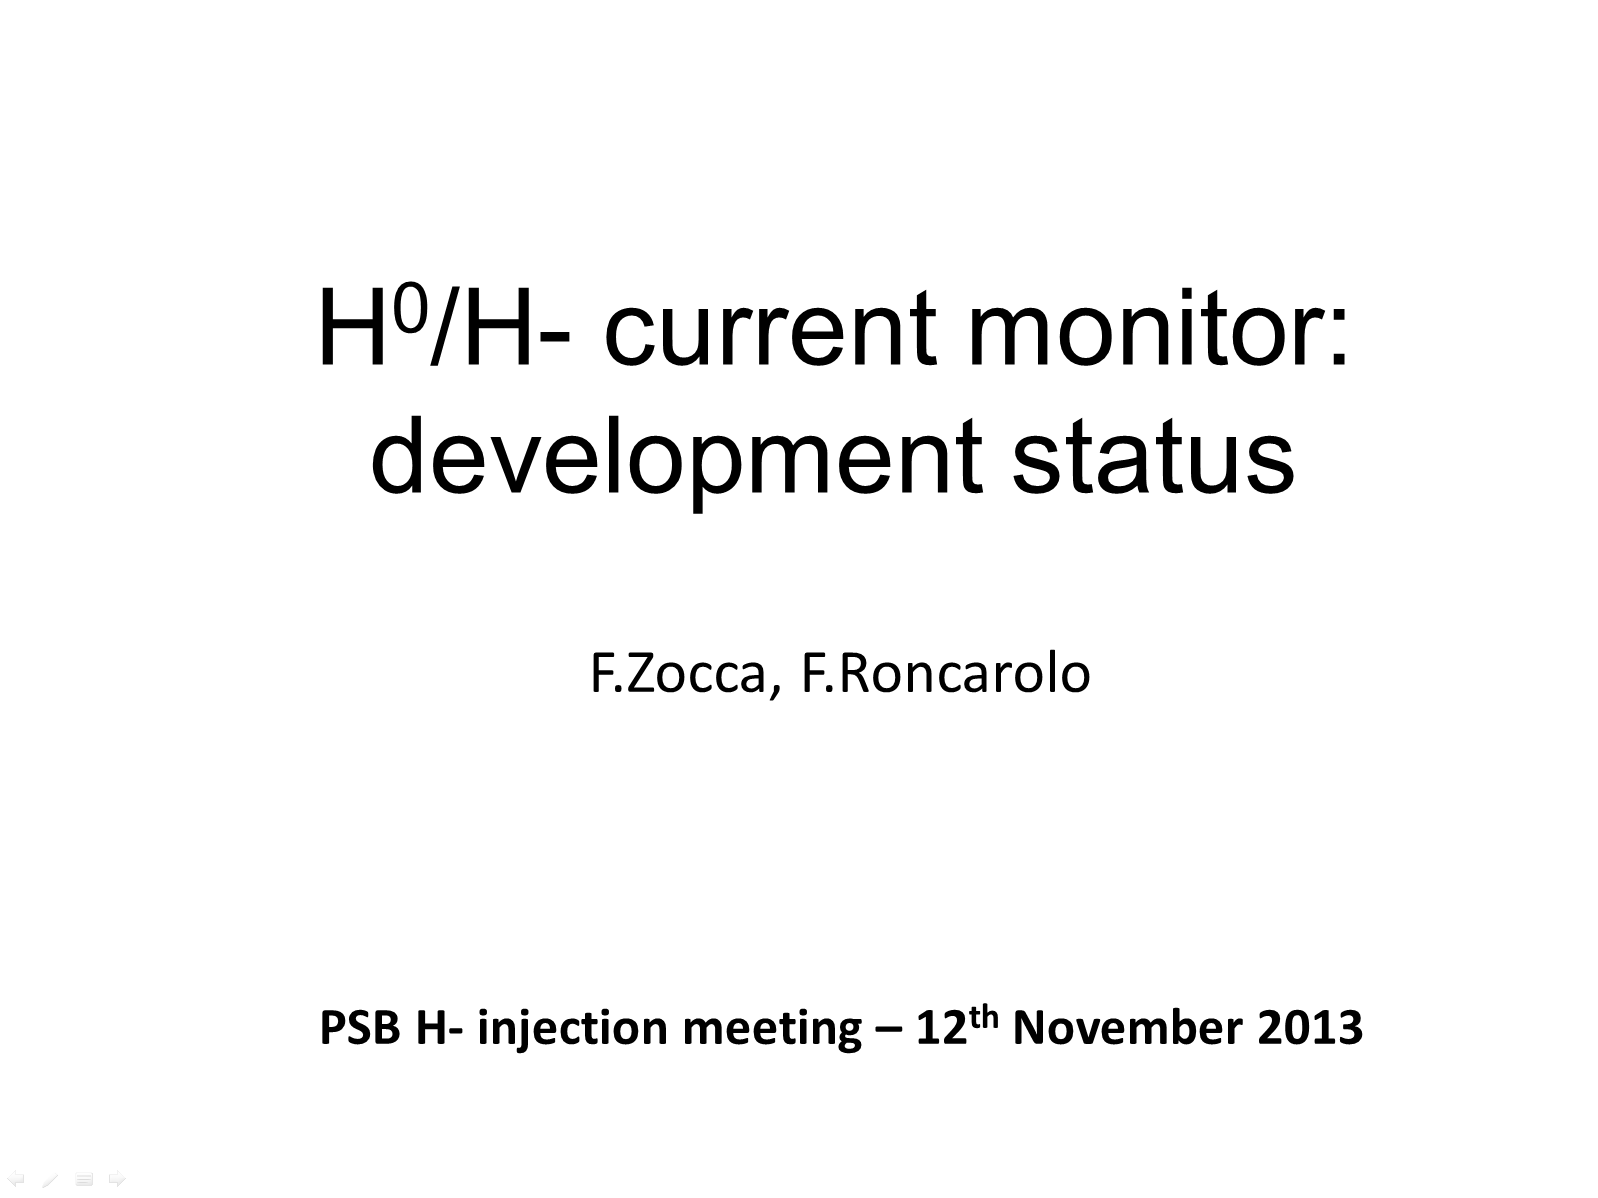 H⁰/H- current monitor:
development status
F.Zocca, F.Roncarolo
PSB H- injection meeting – 12ᵗʰ November 2013